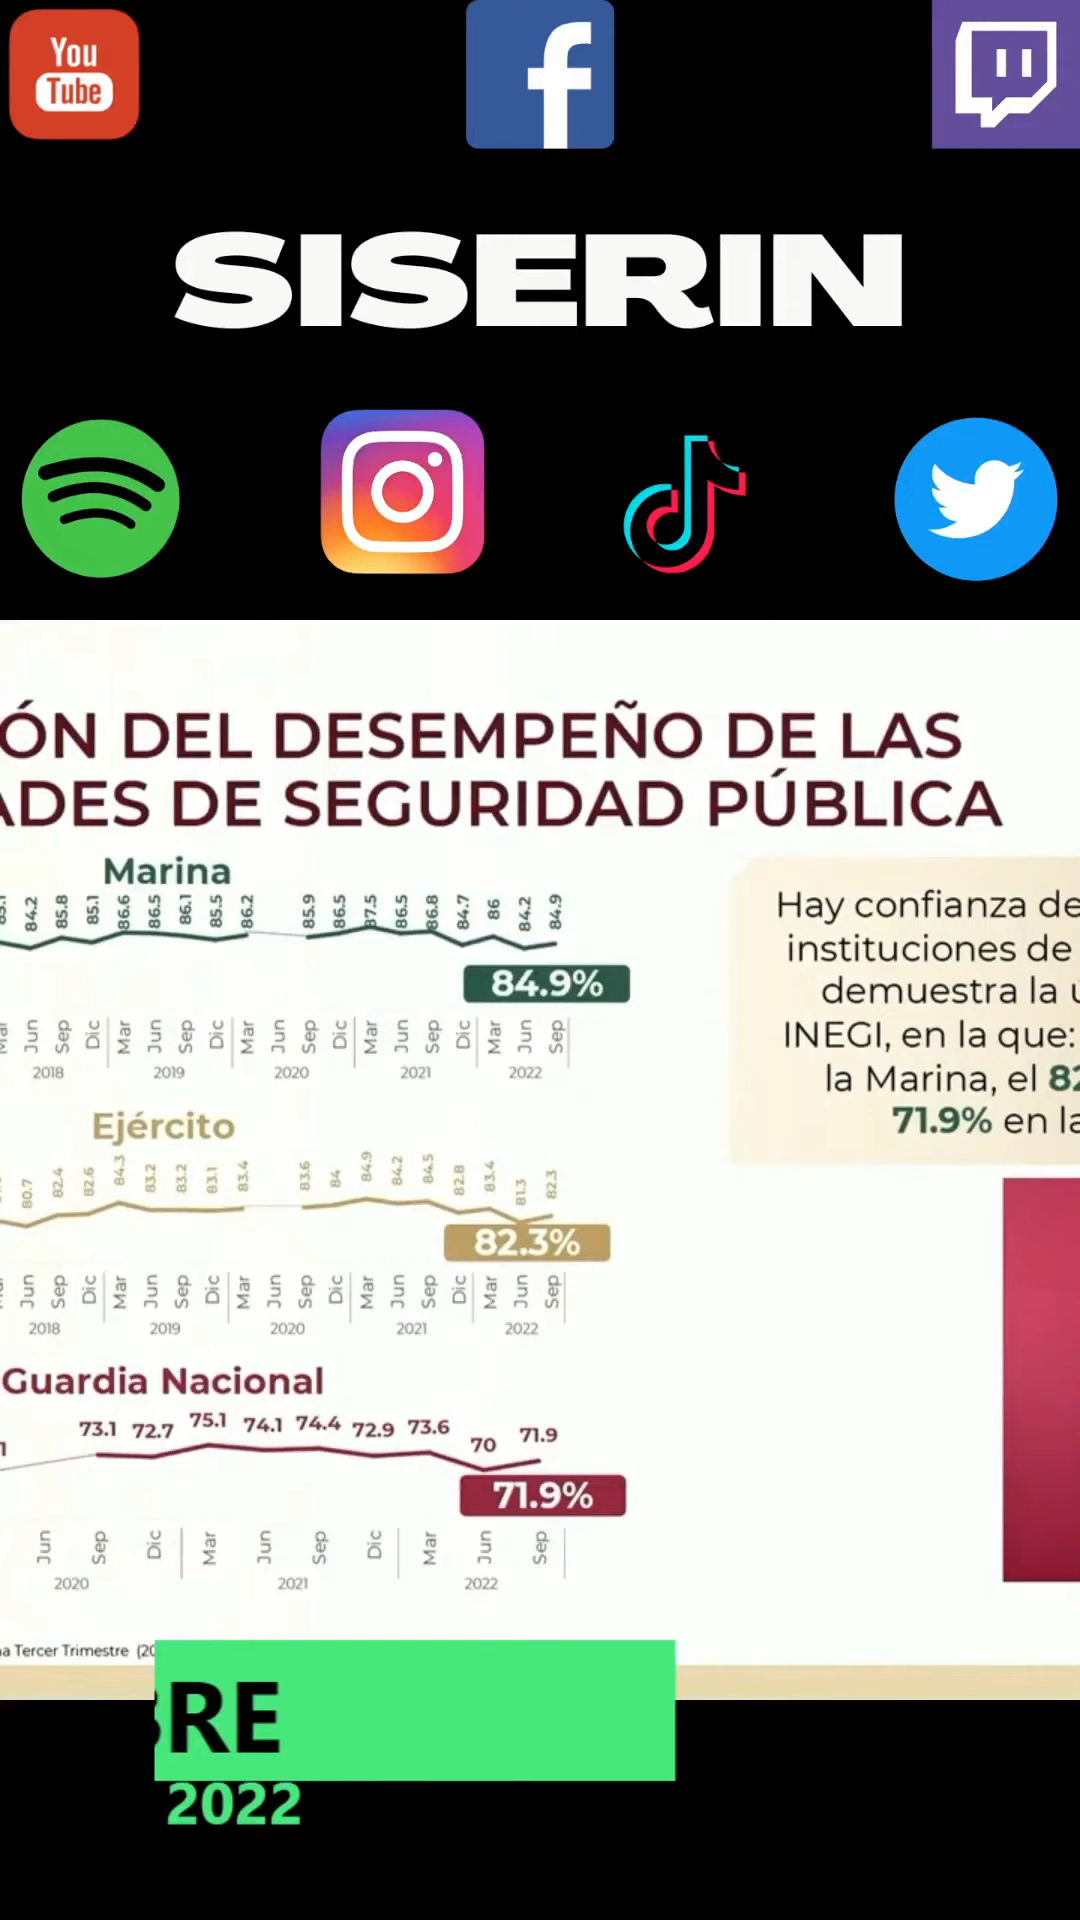 You
Tube
SISERIN
ÓN DEL DESEMPEÑO DE LAS
ADES DE SEGURIDAD PÚBLICA
Marina
84.2 85.8 85.1 86.6 86.5 86.1 85.5 86.2 85.9 86.5 87.5 86.5 86.8 84.7 86 84.2 84.9
84.9%
Jun Sep Dic Mar Jun Sep Dic Mar Jun Sep Dic Mar Jun Sep Dic Mar Jun Sep
2018 2019 2020 2021 2022
Hay confianza de
instituciones de
demuestra la ú
INEGI, en la que:
la Marina, el 82
71.9% en la
Ejército
80.7 82.4 82.6 84.3 83.2 83.2 83.1 83.4 83.6 84 84.9 84.2 84.5 82.8 83.4 81.3 82.3
82.3%
Jun Sep Dic Mar Jun Sep Dic Mar Jun Sep Dic Mar Jun Sep Dic Mar Jun Sep
2018 2019 2020 2021 2022
Guardia Nacional
73.1 72.7 75.1 74.1 74.4 72.9 73.6 70 71.9
71.9%
Jun Sep Dic Mar Jun Sep Dic Mar Jun Sep
2020 2021 2022
a Tercer Trimestre (20
RE
2022